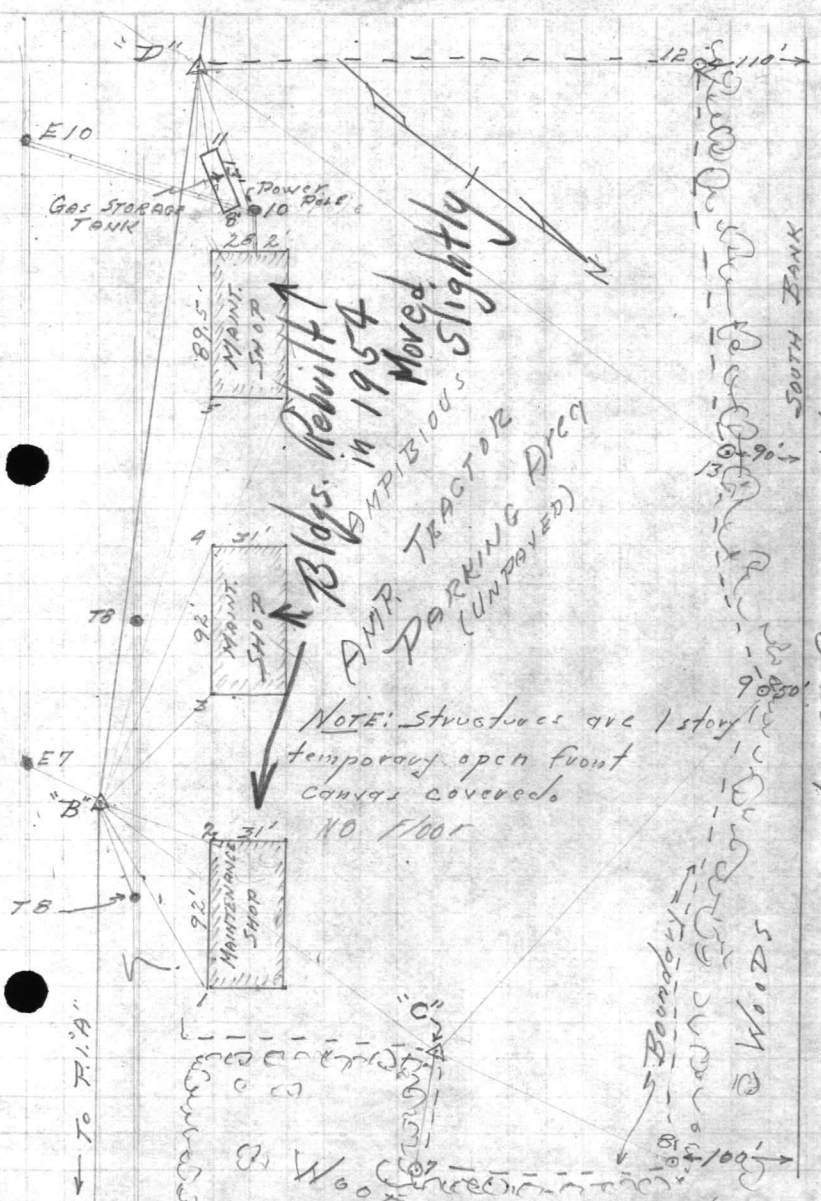 "D"
12
110'
E10
11
13'
GAS STORAGE
TANK
Power
Pole
10
N
28.2'
89.5'
MAINT.
SHOP
5
Bldgs. Rebuilt
in 1954
Moved
Slightly
AMPIBIOUS
AMP. TRACTOR
PARKING Area
(UNPAVED)
SOUTH BANK
90'
13
4
31'
92'
MAINT.
SHOP
3
T8
9
50'
NOTE: Structures are 1 story
temporary open front
canvas covered.
NO Floor
E7
"B"
2
31'
92'
MAINTENANCE
SHOP
1
T8
"C"
Boundary
WOODS
← To P.I. "A"
7
8
100'
Woo